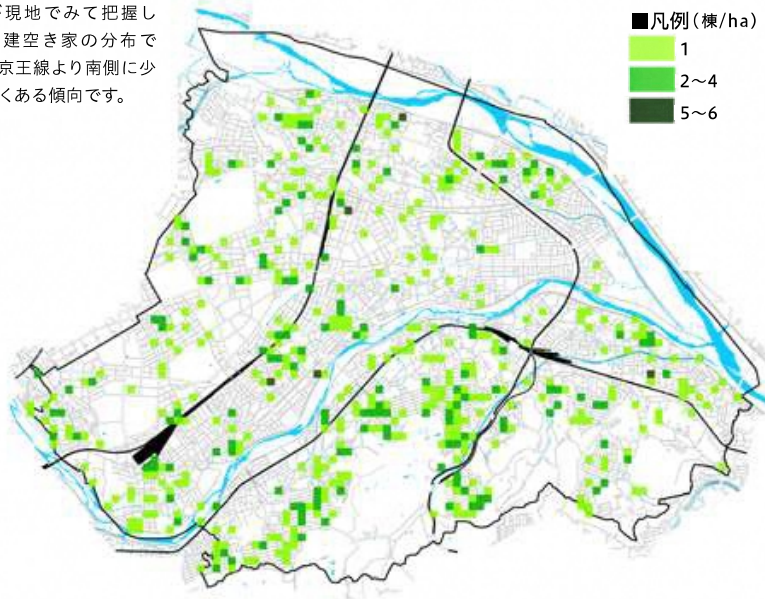 現地でみて把握し
建空き家の分布で
京王線より南側に少
くある傾向です。
■凡例(棟/ha)
1
2〜4
5〜6